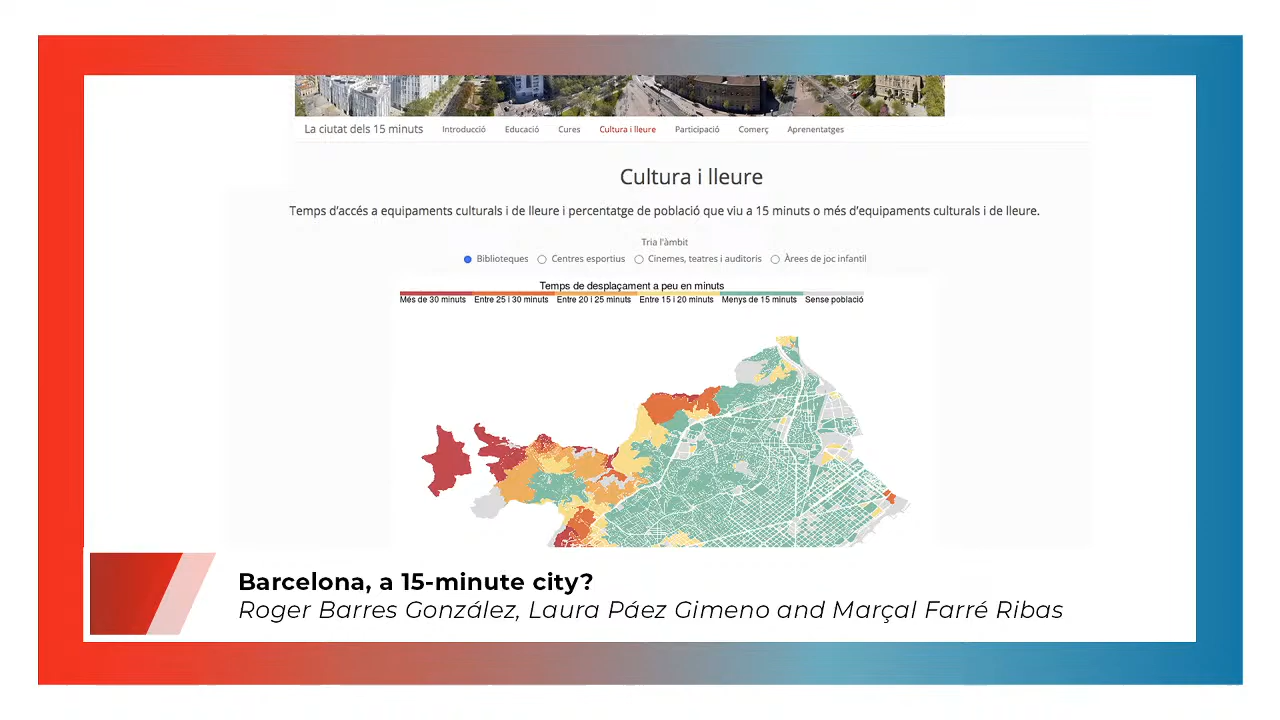 La ciutat dels 15 minuts Introducció Educació Cures Cultura i lleure Participació Comerç Aprenentatges
Cultura i lleure
Temps d'accés a equipaments culturals i de lleure i percentatge de població que viu a 15 minuts o més d'equipaments culturals i de lleure.
Tria l'àmbit
Biblioteques Centres esportius Cinemes, teatres i auditoris Àrees de joc infantil
Temps de desplaçament a peu en minuts
Més de 30 minuts Entre 25 i 30 minuts Entre 20 i 25 minuts Entre 15 i 20 minuts Menys de 15 minuts Sense població
Barcelona, a 15-minute city?
Roger Barres González, Laura Páez Gimeno and Marçal Farré Ribas